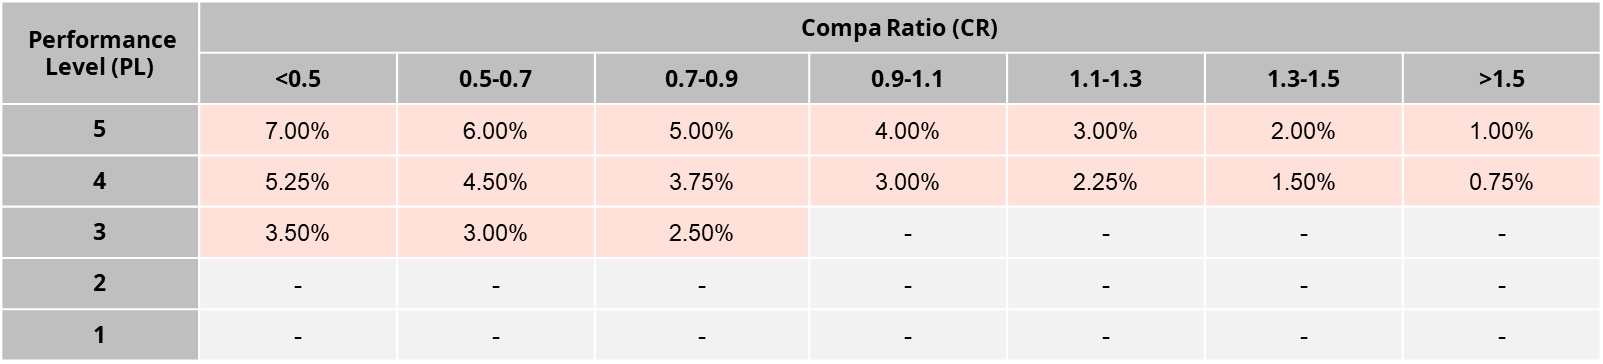 Performance Level (PL) Compa Ratio (CR)
<0.5 0.5-0.7 0.7-0.9 0.9-1.1 1.1-1.3 1.3-1.5 >1.5
5 7.00% 6.00% 5.00% 4.00% 3.00% 2.00% 1.00%
4 5.25% 4.50% 3.75% 3.00% 2.25% 1.50% 0.75%
3 3.50% 3.00% 2.50% - - - -
2 - - - - - - -
1 - - - - - - -